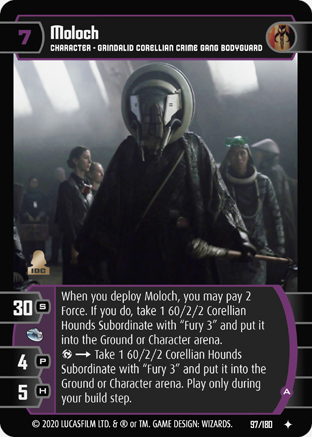 7
Moloch
CHARACTER - GRINDALID CORELLIAN CRIME GANG BODYGUARD
100
30 S
4 P
5 H
When you deploy Moloch, you may pay 2
Force. If you do, take 1 60/2/2 Corellian
Hounds Subordinate with “Fury 3” and put it
into the Ground or Character arena.
Take 1 60/2/2 Corellian Hounds
Subordinate with “Fury 3” and put it into the
Ground or Character arena. Play only during
your build step.
A
© 2020 LUCASFILM LTD. & ® or TM. GAME DESIGN: WIZARDS. 97/180